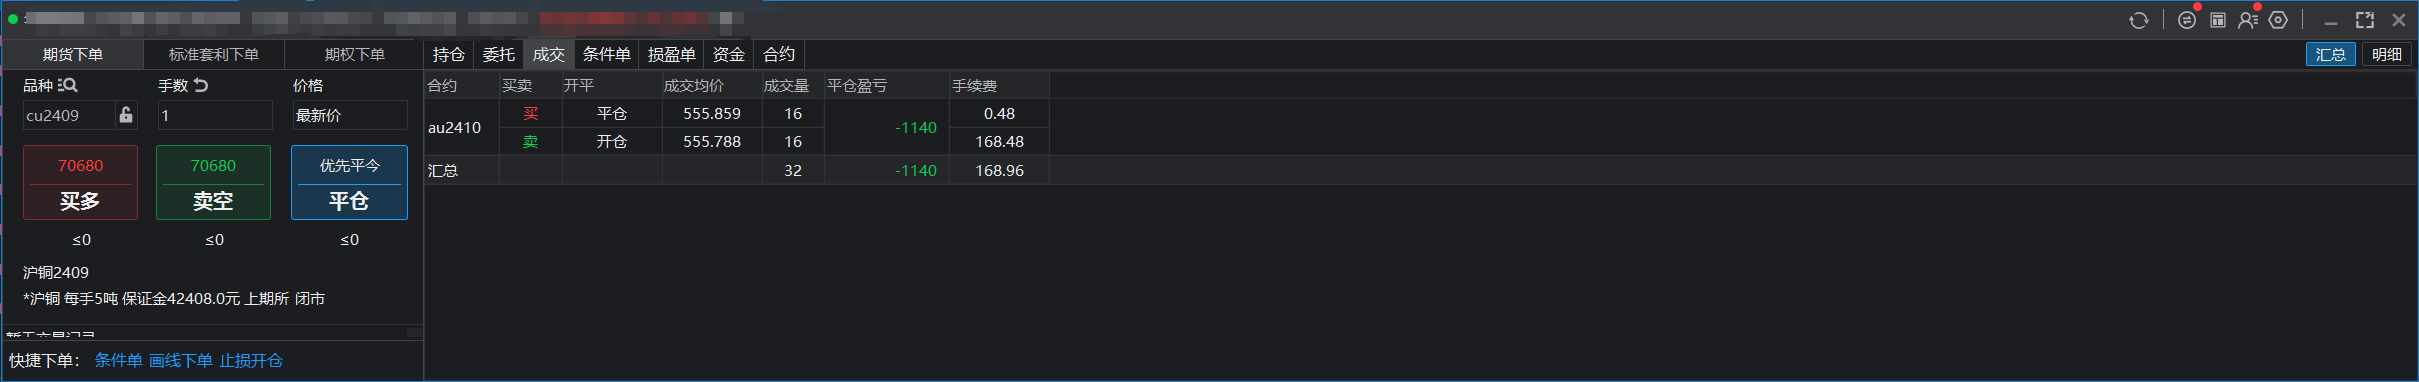 期货下单 标准套利下单 期权下单
品种 手数 价格
cu2409 1 最新价
70680 70680 优先平今
买多 卖空 平仓
≤0 ≤0 ≤0
沪铜2409
*沪铜 每手5吨 保证金42408.0元 上期所 闭市
快捷下单： 条件单 画线下单 止损开仓
持仓 委托 成交 条件单 损盈单 资金 合约 汇总 明细
合约 买卖 开平 成交均价 成交量 平仓盈亏 手续费
au2410 买 平仓 555.859 16 -1140 0.48
卖 开仓 555.788 16 168.48
汇总 32 -1140 168.96